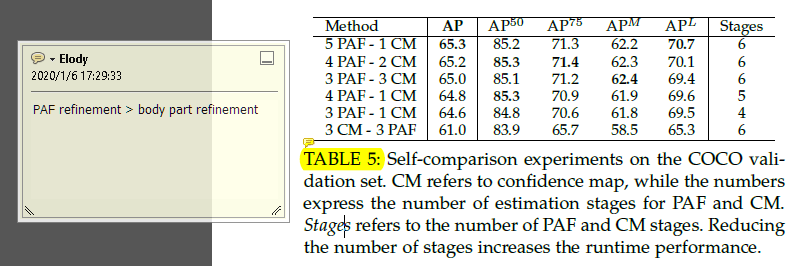 Elody
2020/1/6 17:29:33
PAF refinement > body part refinement
Method AP AP50 AP75 APM APL Stages
5 PAF - 1 CM 65.3 85.2 71.3 62.2 70.7 6
4 PAF - 2 CM 65.2 85.3 71.4 62.3 70.1 6
3 PAF - 3 CM 65.0 85.1 71.2 62.4 69.4 6
4 PAF - 1 CM 64.8 85.3 70.9 61.9 69.6 5
3 PAF - 1 CM 64.6 84.8 70.6 61.8 69.5 4
3 CM - 3 PAF 61.0 83.9 65.7 58.5 65.3 6
TABLE 5: Self-comparison experiments on the COCO vali-
dation set. CM refers to confidence map, while the numbers
express the number of estimation stages for PAF and CM.
Stages refers to the number of PAF and CM stages. Reducing
the number of stages increases the runtime performance.